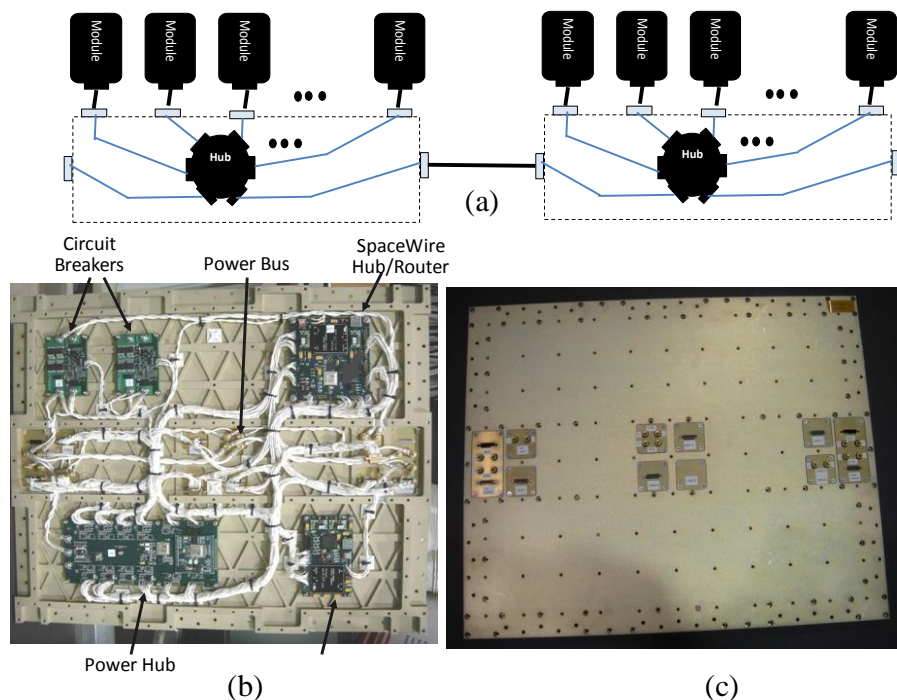 Module
Module
Module
Module
Module
Module
Module
Module
Hub
Hub
(a)
Circuit
Breakers
Power Bus
SpaceWire
Hub/Router
Power Hub
(b)
(c)